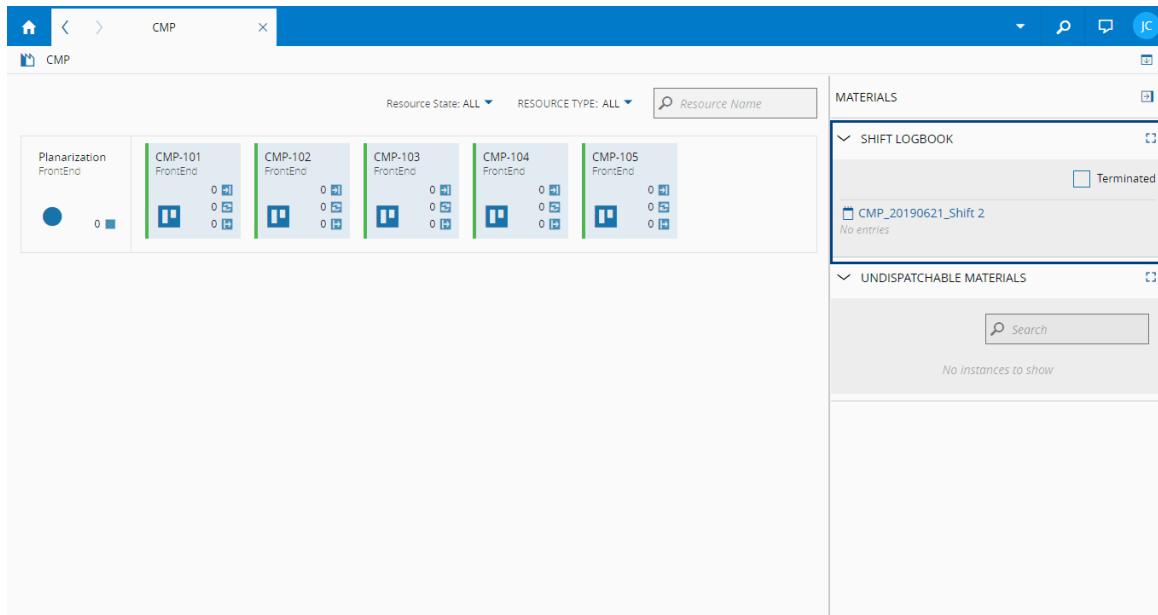 CMP
JC
CMP
Resource State: ALL
RESOURCE TYPE: ALL
Resource Name
Planarization
FrontEnd
0
CMP-101
FrontEnd
0
0
0
CMP-102
FrontEnd
0
0
0
CMP-103
FrontEnd
0
0
0
CMP-104
FrontEnd
0
0
0
CMP-105
FrontEnd
0
0
0
MATERIALS
SHIFT LOGBOOK
Terminated
CMP_20190621_Shift 2
No entries
UNDISPATCHABLE MATERIALS
Search
No instances to show